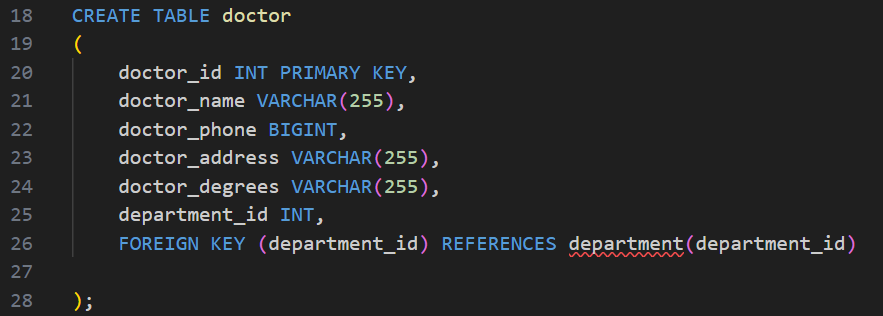 18 CREATE TABLE doctor
19 (
20     doctor_id INT PRIMARY KEY,
21     doctor_name VARCHAR(255),
22     doctor_phone BIGINT,
23     doctor_address VARCHAR(255),
24     doctor_degrees VARCHAR(255),
25     department_id INT,
26     FOREIGN KEY (department_id) REFERENCES department(department_id)
27
28 );